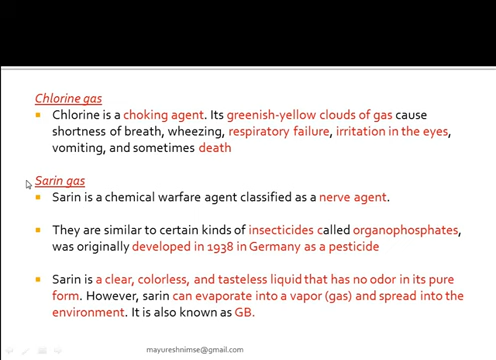 Chlorine gas
Chlorine is a choking agent. Its greenish-yellow clouds of gas cause
shortness of breath, wheezing, respiratory failure, irritation in the eyes,
vomiting, and sometimes death
Sarin gas
Sarin is a chemical warfare agent classified as a nerve agent.
They are similar to certain kinds of insecticides called organophosphates,
was originally developed in 1938 in Germany as a pesticide
Sarin is a clear, colorless, and tasteless liquid that has no odor in its pure
form. However, sarin can evaporate into a vapor (gas) and spread into the
environment. It is also known as GB.
mayureshnimse@gmail.com